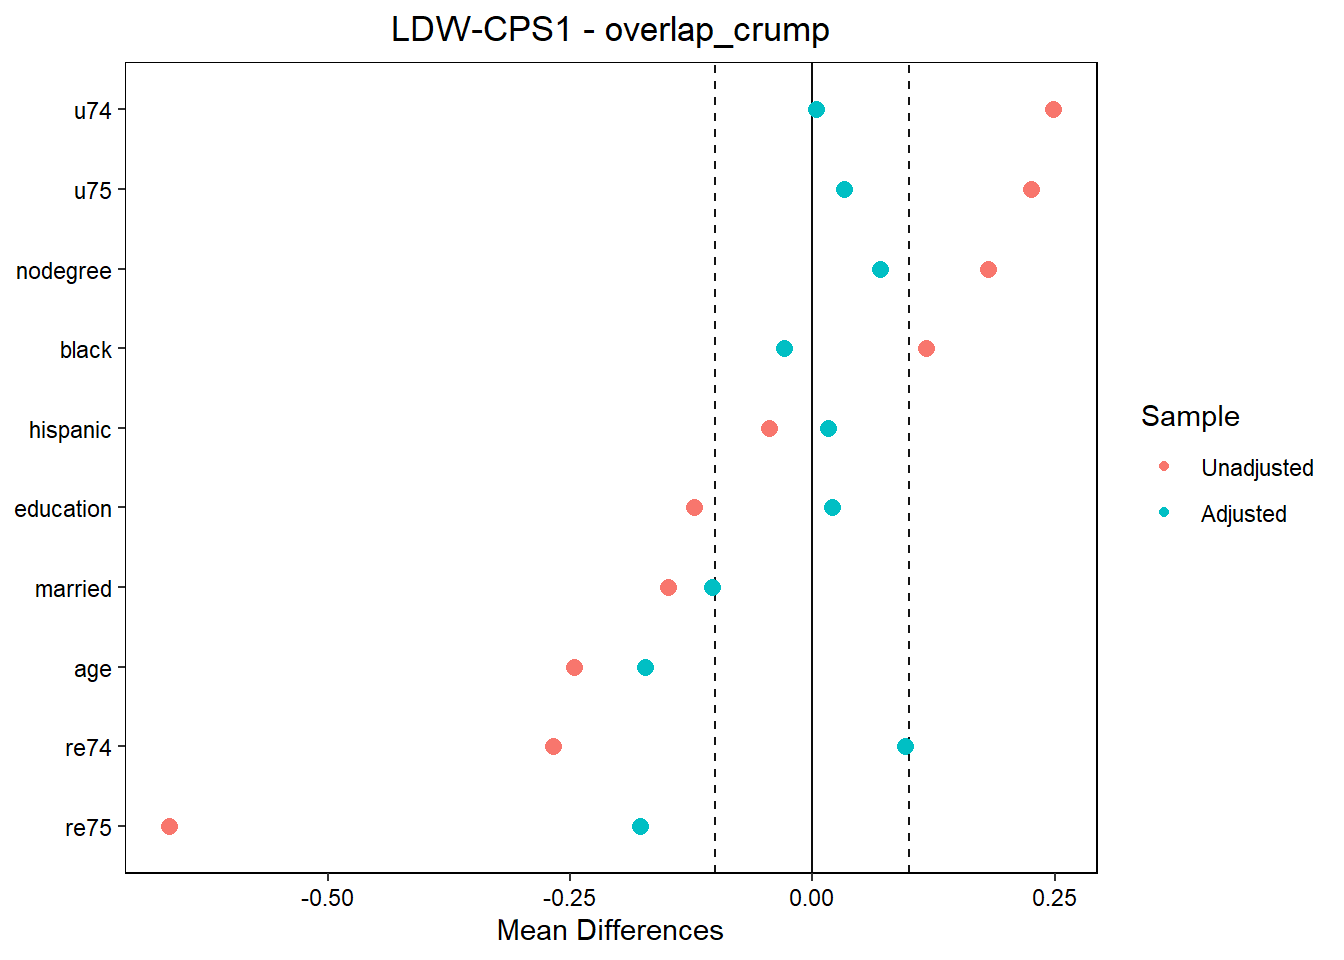 LDW-CPS1 - overlap_crump
u74
u75
nodegree
black
hispanic
education
married
age
re74
re75
-0.50
-0.25
0.00
0.25
Mean Differences
Sample
Unadjusted
Adjusted